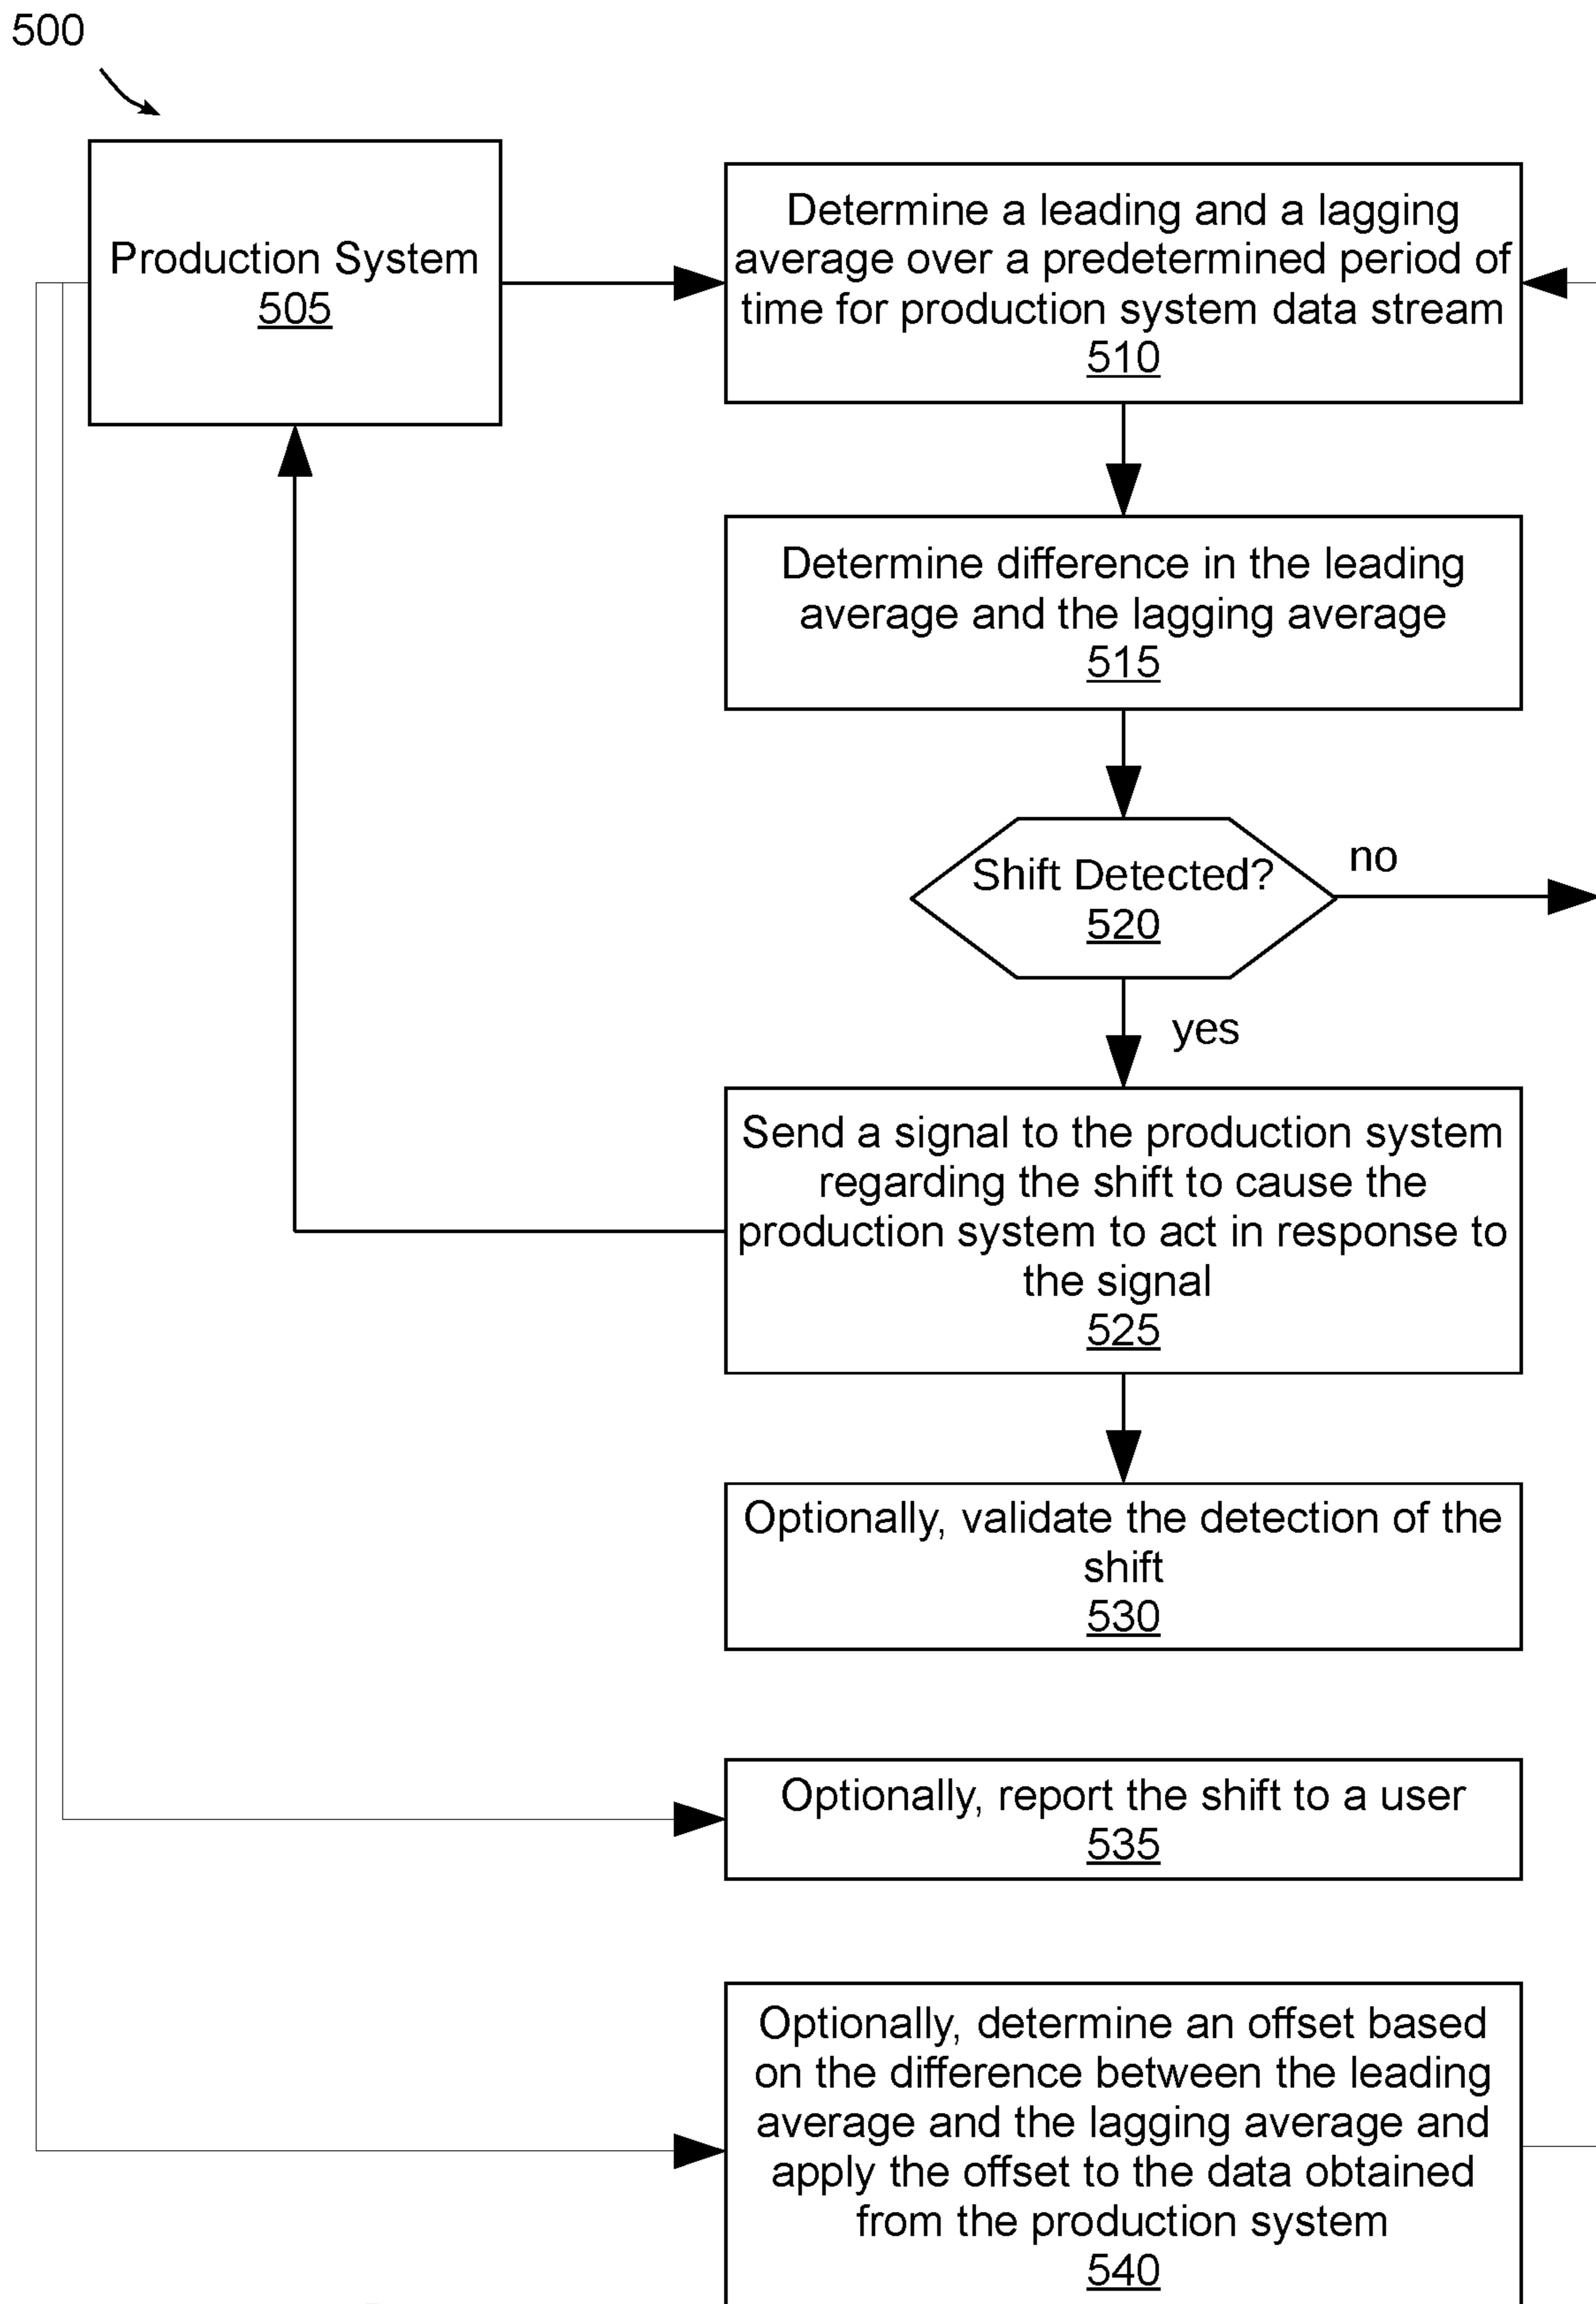 500
Production System
505
Determine a leading and a lagging
average over a predetermined period of
time for production system data stream
510
Determine difference in the leading
average and the lagging average
515
Shift Detected?
520
no
yes
Send a signal to the production system
regarding the shift to cause the
production system to act in response to
the signal
525
Optionally, validate the detection of the
shift
530
Optionally, report the shift to a user
535
Optionally, determine an offset based
on the difference between the leading
average and the lagging average and
apply the offset to the data obtained
from the production system
540